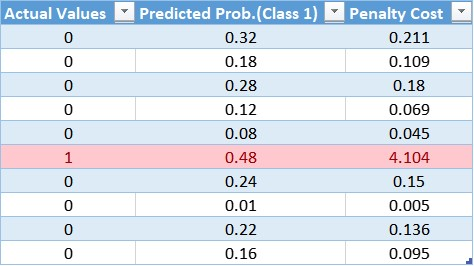 Actual Values Predicted Prob.(Class 1) Penalty Cost
0 0.32 0.211
0 0.18 0.109
0 0.28 0.18
0 0.12 0.069
0 0.08 0.045
1 0.48 4.104
0 0.24 0.15
0 0.01 0.005
0 0.22 0.136
0 0.16 0.095